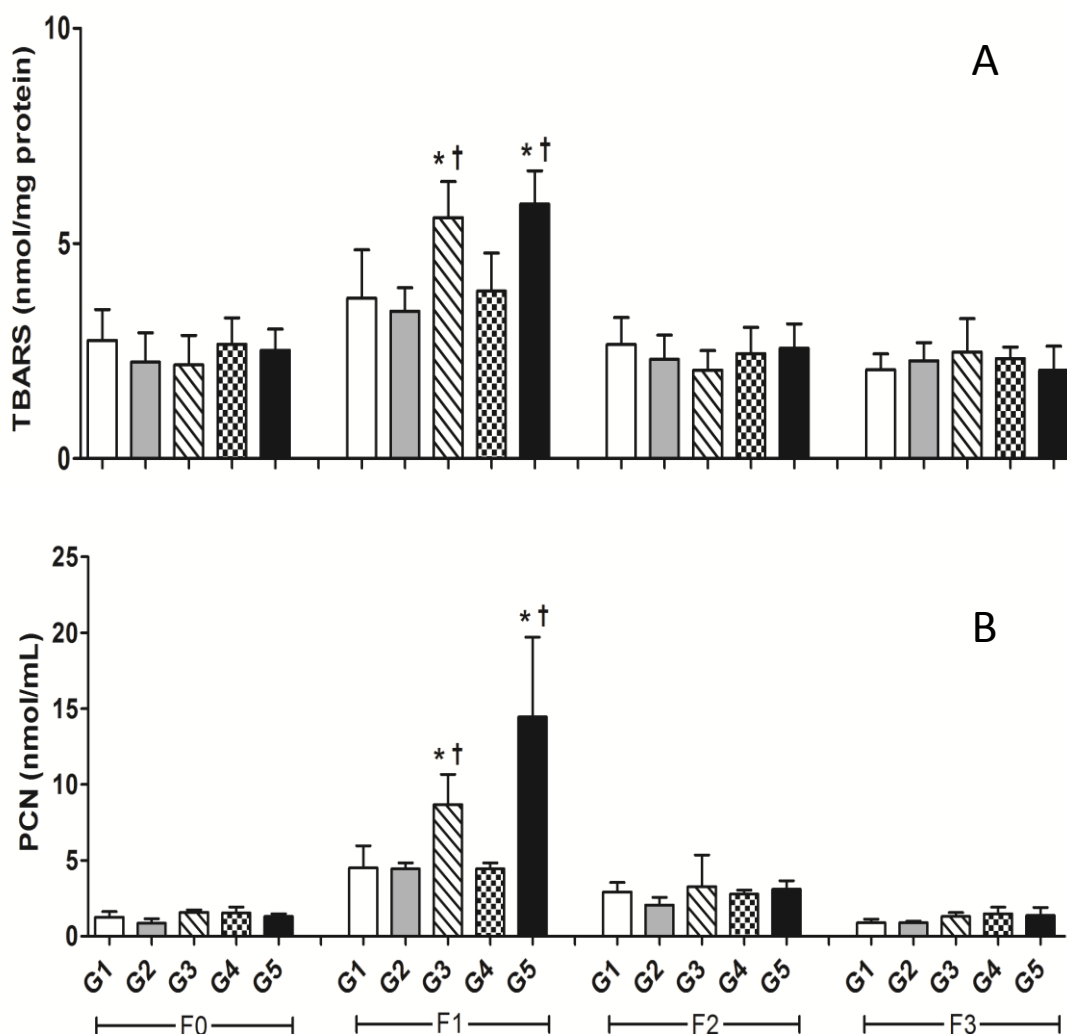 10
A
* †
* †
TBARS (nmol/mg protein)
5
0
25
20
* †
B
15
PCN (nmol/mL)
* †
10
5
0
G1 G2 G3 G4 G5 G1 G2 G3 G4 G5 G1 G2 G3 G4 G5 G1 G2 G3 G4 G5
F0 F1 F2 F3